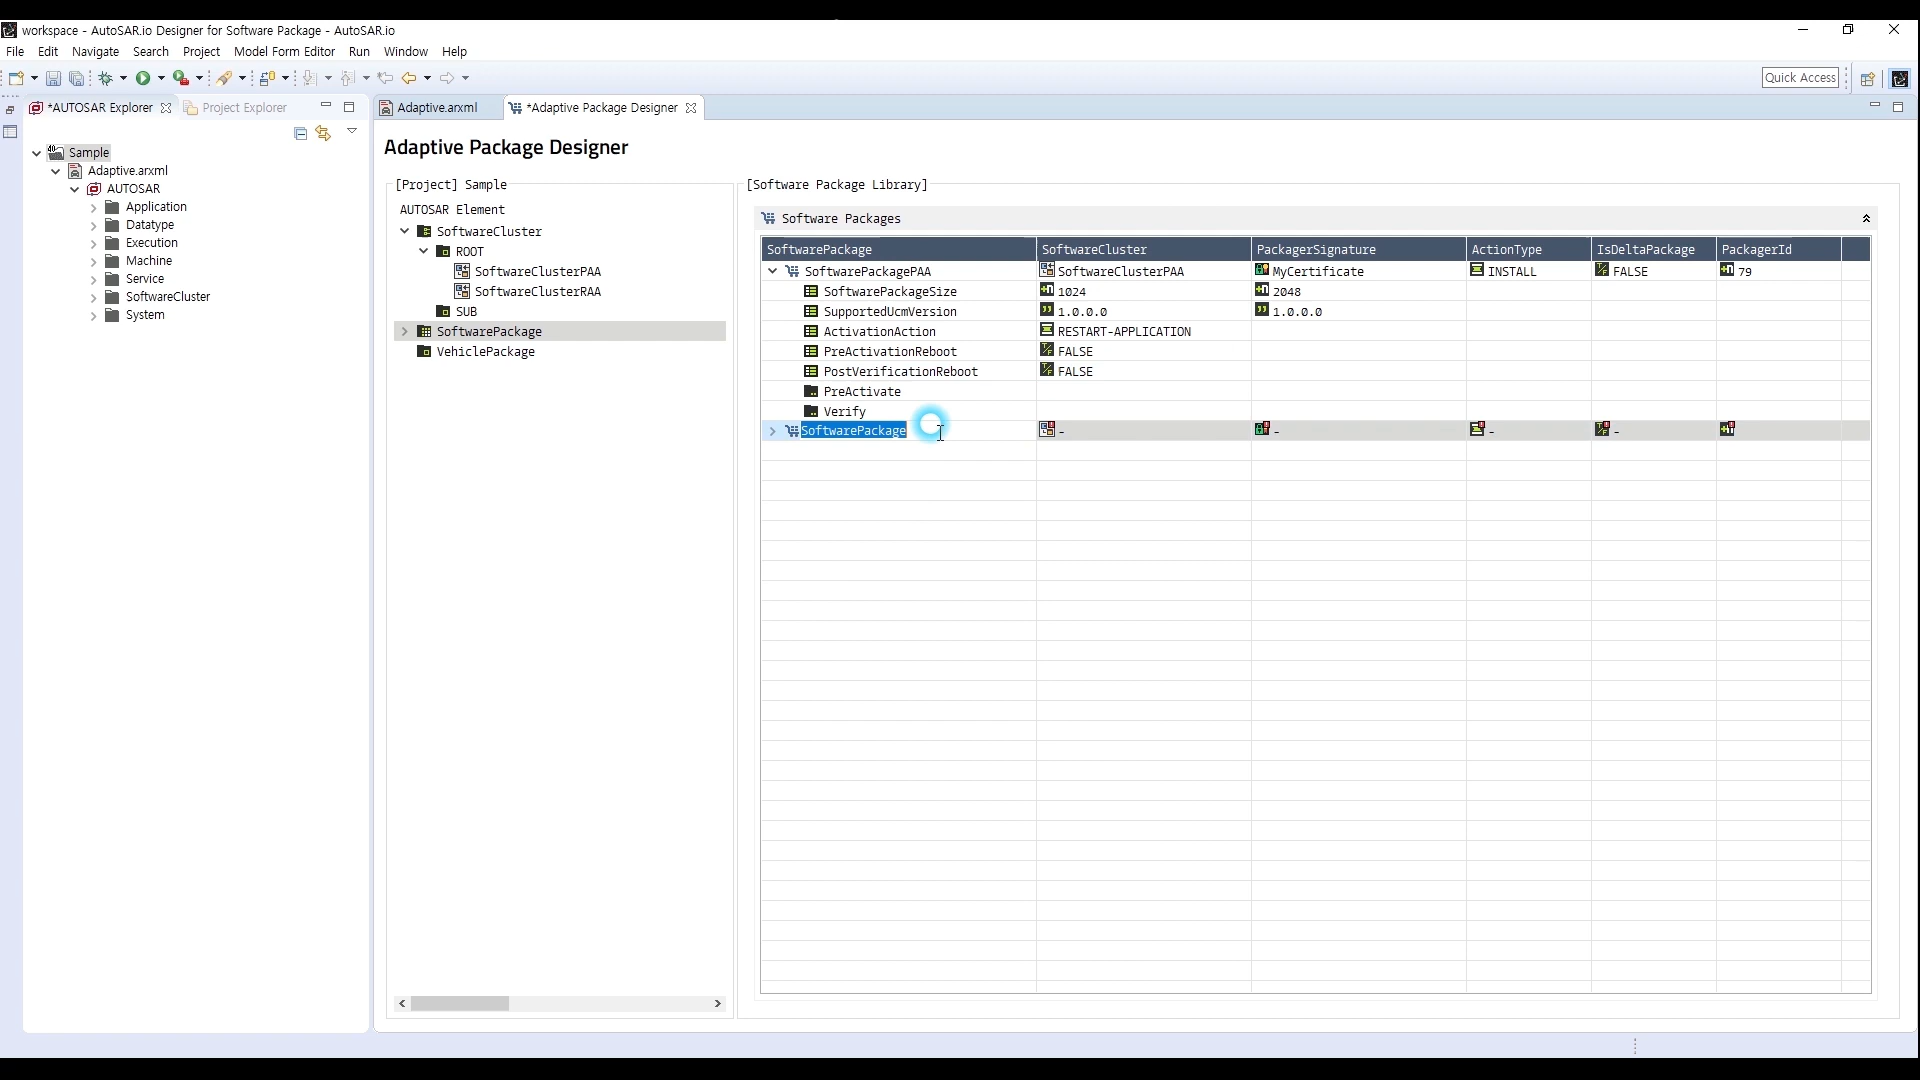 workspace - AutoSAR.io Designer for Software Package - AutoSAR.io
File Edit Navigate Search Project Model Form Editor Run Window Help
Quick Access
*AUTOSAR Explorer Project Explorer
Adaptive.arxml *Adaptive Package Designer
Sample
Adaptive.arxml
AUTOSAR
Application
Datatype
Execution
Machine
Service
SoftwareCluster
System
Adaptive Package Designer
[Project] Sample
AUTOSAR Element
SoftwareCluster
ROOT
SoftwareClusterPAA
SoftwareClusterRAA
SUB
SoftwarePackage
VehiclePackage
[Software Package Library]
Software Packages
SoftwarePackage SoftwareCluster PackagerSignature ActionType IsDeltaPackage PackagerId
SoftwarePackagePAA SoftwareClusterPAA MyCertificate INSTALL FALSE 79
SoftwarePackageSize 1024 2048
SupportedUcmVersion 1.0.0.0 1.0.0.0
ActivationAction RESTART-APPLICATION
PreActivationReboot FALSE
PostVerificationReboot FALSE
PreActivate
Verify
SoftwarePackage - - - -